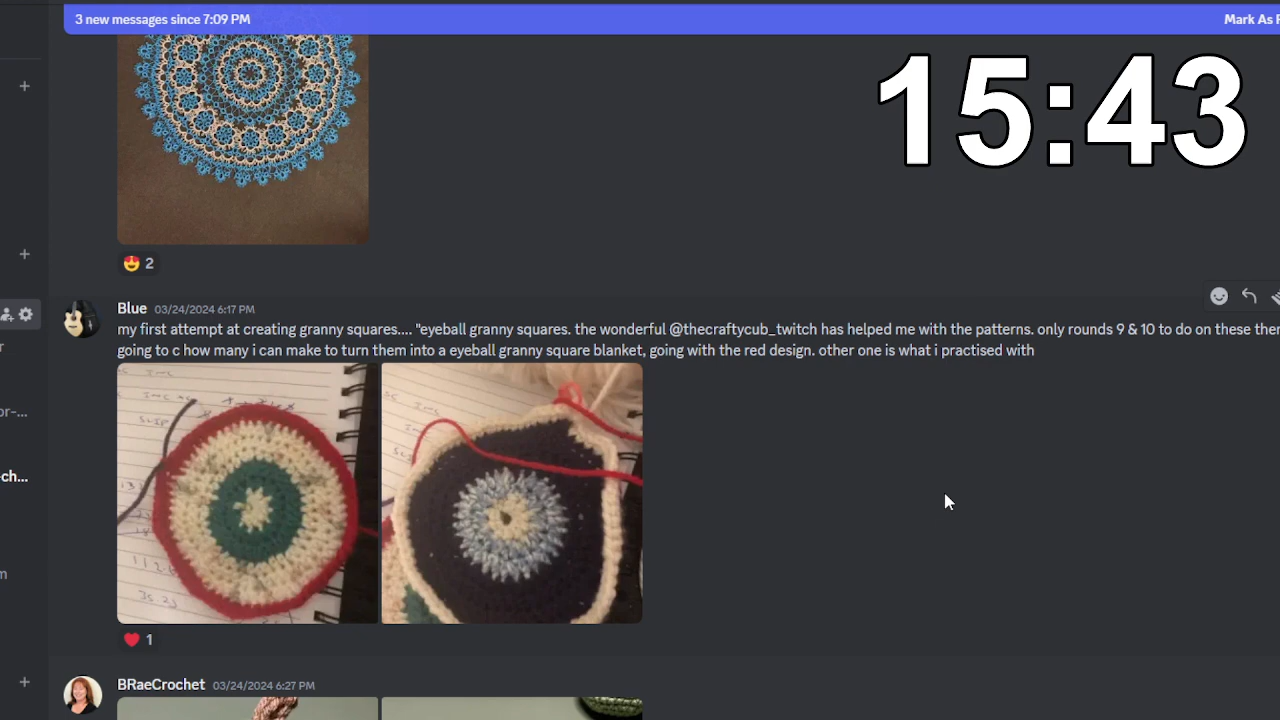 3 new messages since 7:09 PM
Mark As
15:43
2
Blue 03/24/2024 6:17 PM
my first attempt at creating granny squares.... "eyeball granny squares. the wonderful @thecraftycub_twitch has helped me with the patterns. only rounds 9 & 10 to do on these
going to c how many i can make to turn them into a eyeball granny square blanket, going with the red design. other one is what i practised with
1
BRaeCrochet 03/24/2024 6:27 PM